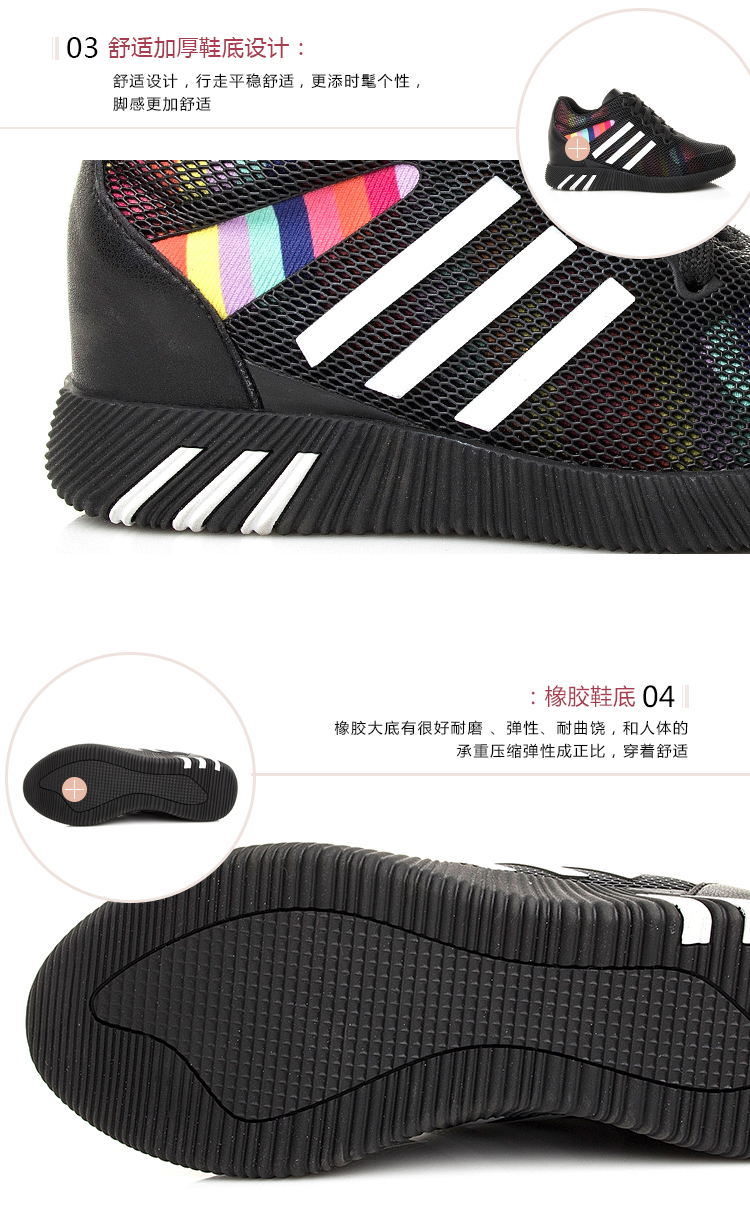 03 舒适加厚鞋底设计：
舒适设计，行走平稳舒适，更添时髦个性，
脚感更加舒适
：橡胶鞋底 04
橡胶大底有很好耐磨 、弹性、耐曲饶，和人体的
承重压缩弹性成正比，穿着舒适